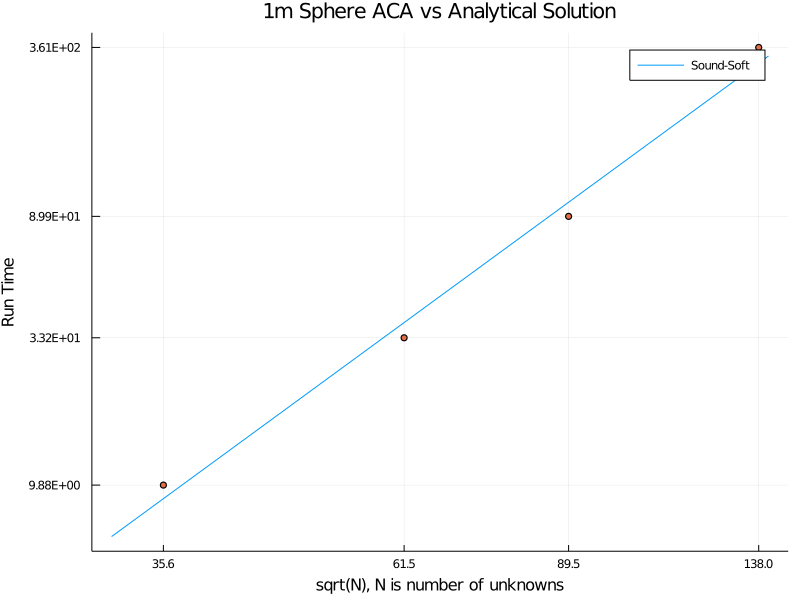 1m Sphere ACA vs Analytical Solution
3.61E+02
Sound-Soft
8.99E+01
Run Time
3.32E+01
9.88E+00
35.6 61.5 89.5 138.0
sqrt(N), N is number of unknowns